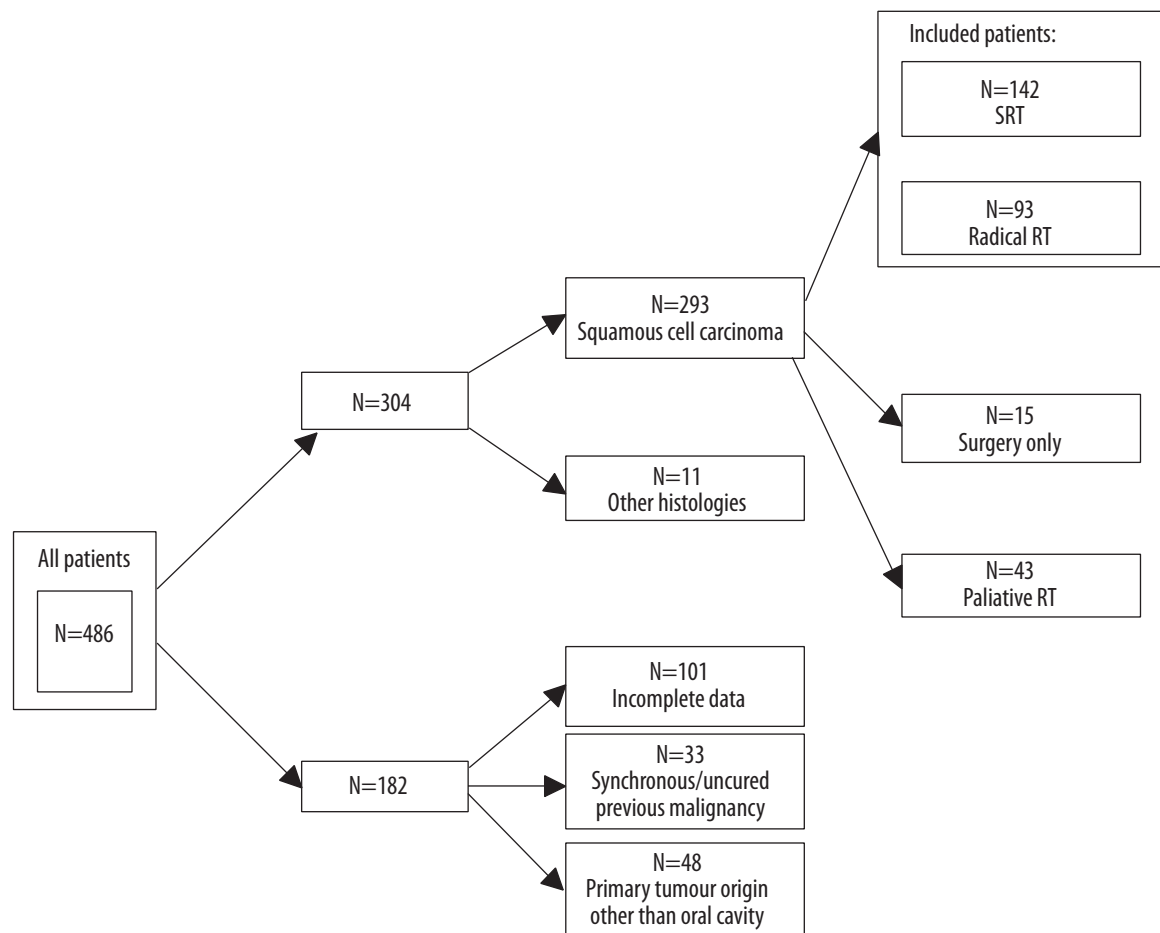 Included patients:
N=142
SRT
N=93
Radical RT
N=293
Squamous cell carcinoma
N=304
N=15
Surgery only
N=11
Other histologies
All patients
N=486
N=43
Paliative RT
N=101
Incomplete data
N=182
N=33
Synchronous/uncured
previous malignancy
N=48
Primary tumour origin
other than oral cavity